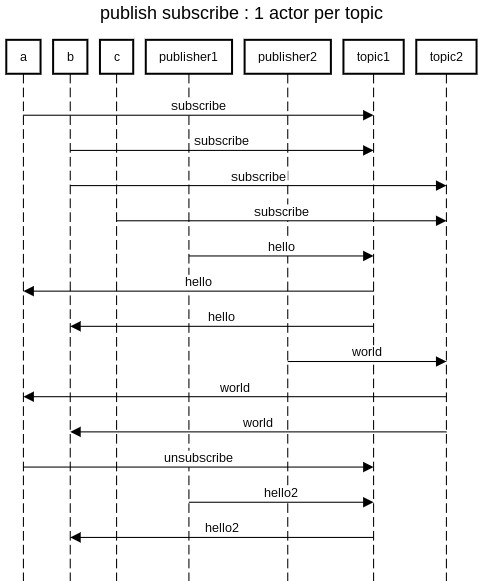 publish subscribe : 1 actor per topic
a b c publisher1 publisher2 topic1 topic2
subscribe
subscribe
subscribe
subscribe
hello
hello
hello
world
world
world
unsubscribe
hello2
hello2